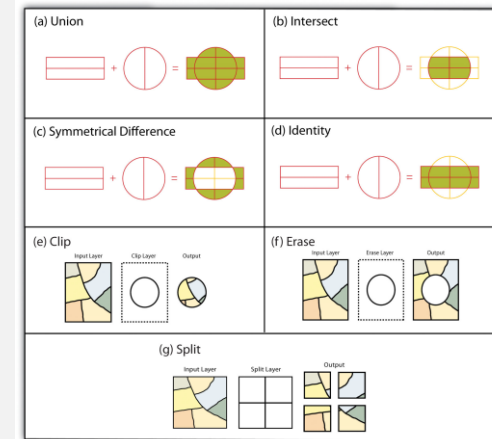 (a) Union
(b) Intersect
+ =
+ =
(c) Symmetrical Difference
(d) Identity
+ =
+ =
(e) Clip
(f) Erase
Input Layer Clip Layer Output
Input Layer Erase Layer Output
(g) Split
Input Layer Split Layer Output